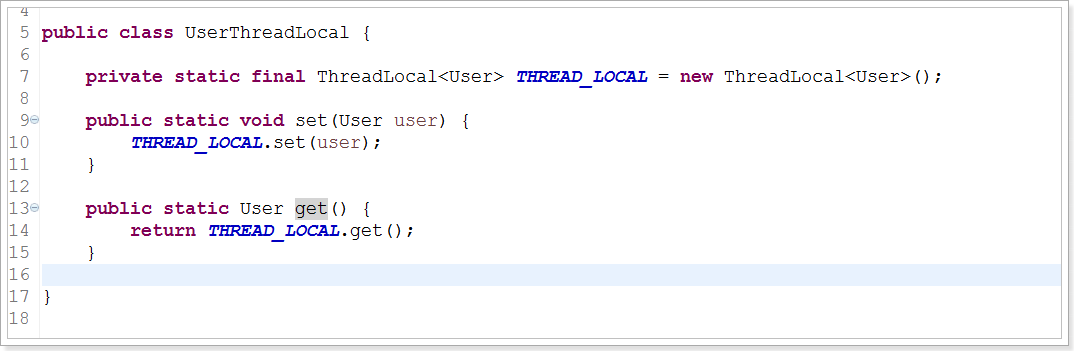 4
5 public class UserThreadLocal {
6
7     private static final ThreadLocal<User> THREAD_LOCAL = new ThreadLocal<User>();
8
9     public static void set(User user) {
10         THREAD_LOCAL.set(user);
11     }
12
13     public static User get() {
14         return THREAD_LOCAL.get();
15     }
16
17 }
18